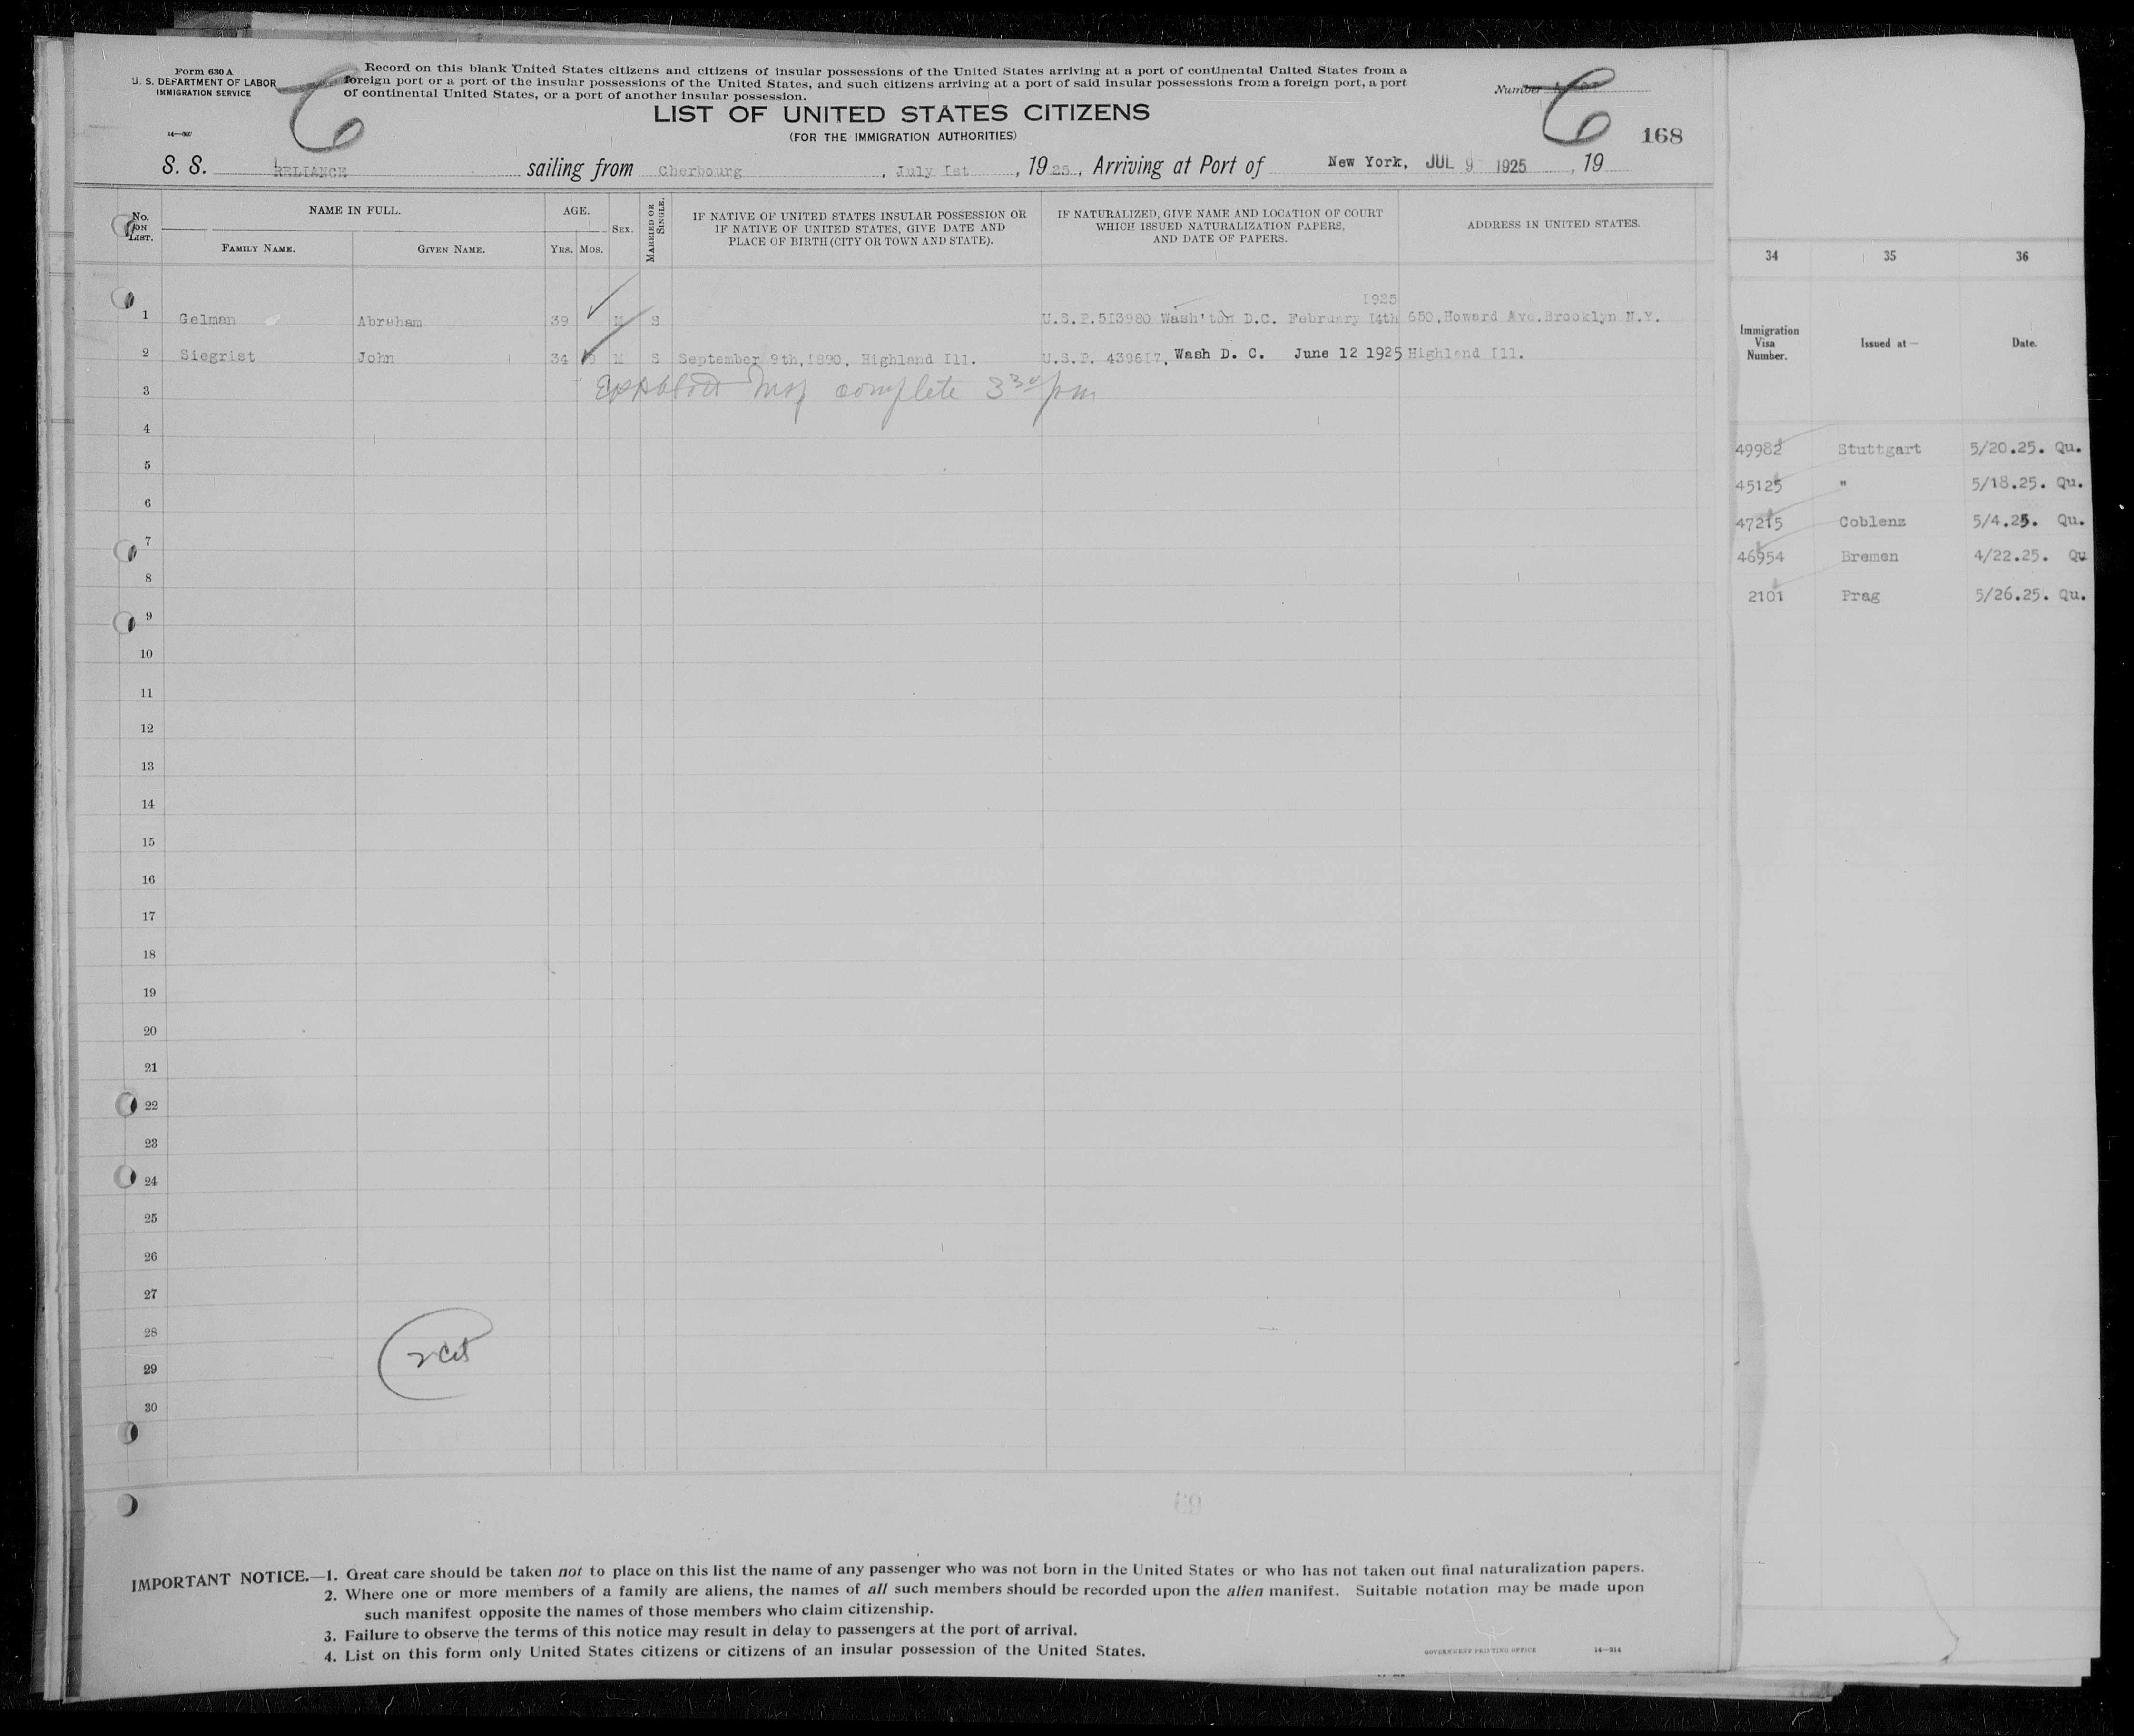 Form 630 A
U. S. DEPARTMENT OF LABOR
IMMIGRATION SERVICE
Record on this blank United States citizens and citizens of insular possessions of the United States arriving at a port of continental United States from a
foreign port or a port of the insular possessions of the United States, and such citizens arriving at a port of said insular possessions from a foreign port, a port
of continental United States, or a port of another insular possession.
Number
C
C
168
LIST OF UNITED STATES CITIZENS
(FOR THE IMMIGRATION AUTHORITIES)
S. S. RELIANCE sailing from Cherbourg, July Ist, 1925, Arriving at Port of New York, JUL 9 1925, 19
No. ON LIST.
NAME IN FULL.
FAMILY NAME.
GIVEN NAME.
AGE.
YRS. MOS.
SEX.
MARRIED OR SINGLE.
IF NATIVE OF UNITED STATES INSULAR POSSESSION OR
IF NATIVE OF UNITED STATES, GIVE DATE AND
PLACE OF BIRTH (CITY OR TOWN AND STATE).
IF NATURALIZED, GIVE NAME AND LOCATION OF COURT
WHICH ISSUED NATURALIZATION PAPERS,
AND DATE OF PAPERS.
ADDRESS IN UNITED STATES.
1925
1 Gelman Abraham 39 M S U.S.P.5I3980 Wash'ton D.C. February I4th 650,Howard Ave.Brooklyn N.Y.
2 Siegrist John 34 M S September 9th,I890, Highland Ill. U.S.P. 4396I7, Wash D. C. June 12 1925 Highland Ill.
3 Insp complete 3 30 pm
4
5
6
7
8
9
10
11
12
13
14
15
16
17
18
19
20
21
22
23
24
25
26
27
28
29
30
2 Cit
69
IMPORTANT NOTICE.—1. Great care should be taken not to place on this list the name of any passenger who was not born in the United States or who has not taken out final naturalization papers.
2. Where one or more members of a family are aliens, the names of all such members should be recorded upon the alien manifest. Suitable notation may be made upon
such manifest opposite the names of those members who claim citizenship.
3. Failure to observe the terms of this notice may result in delay to passengers at the port of arrival.
4. List on this form only United States citizens or citizens of an insular possession of the United States.
GOVERNMENT PRINTING OFFICE 14—214
34 35 36
Immigration
Visa
Number.
Issued at —
Date.
49982 Stuttgart 5/20.25. Qu.
45125 " 5/18.25. Qu.
47215 Coblenz 5/4.25. Qu.
46954 Bremen 4/22.25. Qu
2101 Prag 5/26.25. Qu.